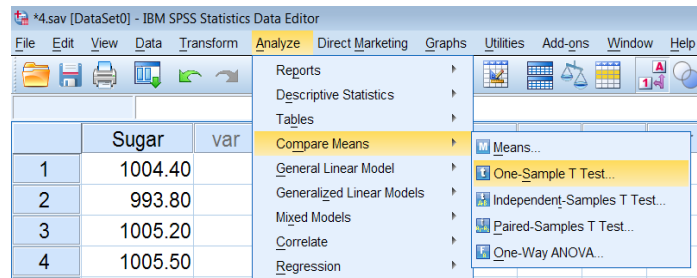 *4.sav [DataSet0] - IBM SPSS Statistics Data Editor
File Edit View Data Transform Analyze Direct Marketing Graphs Utilities Add-ons Window Help
Reports
Descriptive Statistics
Tables
Compare Means
General Linear Model
Generalized Linear Models
Mixed Models
Correlate
Regression
Means...
One-Sample T Test...
Independent-Samples T Test...
Paired-Samples T Test...
One-Way ANOVA...
Sugar var
1 1004.40
2 993.80
3 1005.20
4 1005.50